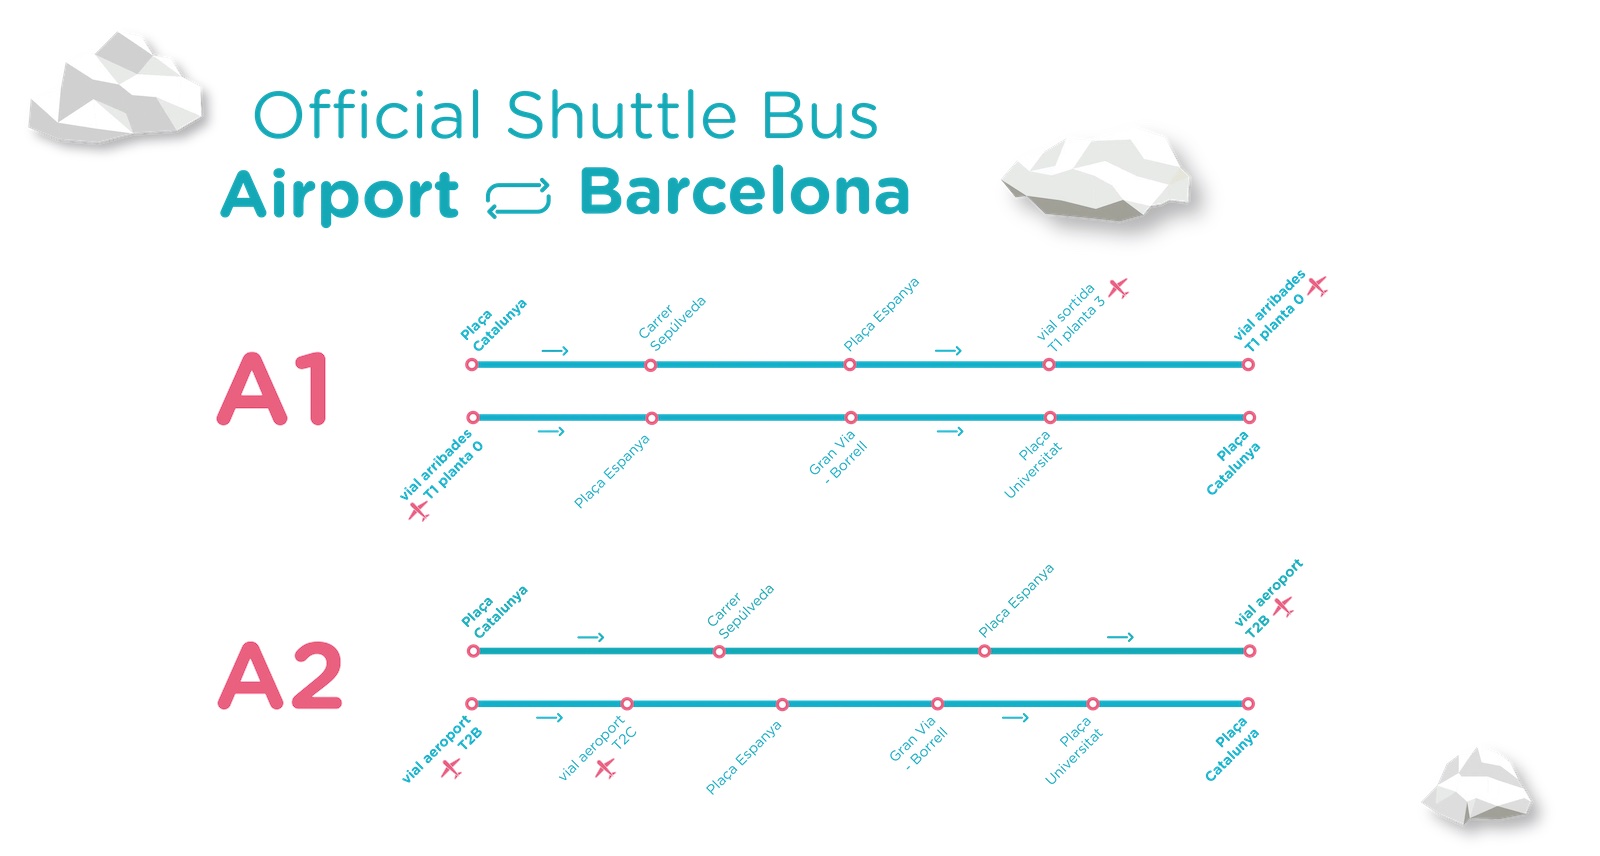 Official Shuttle Bus
Airport Barcelona
A1
Plaça
Catalunya
Carrer
Sepúlveda
Plaça Espanya
vial sortida
T1 planta 3
vial arribades
T1 planta 0
vial arribades
T1 planta 0
Plaça Espanya
Gran Via
- Borrell
Plaça
Universitat
Plaça
Catalunya
A2
Plaça
Catalunya
Carrer
Sepúlveda
Plaça Espanya
vial aeroport
T2B
vial aeroport
T2B
vial aeroport
T2C
Plaça Espanya
Gran Via
- Borrell
Plaça
Universitat
Plaça
Catalunya